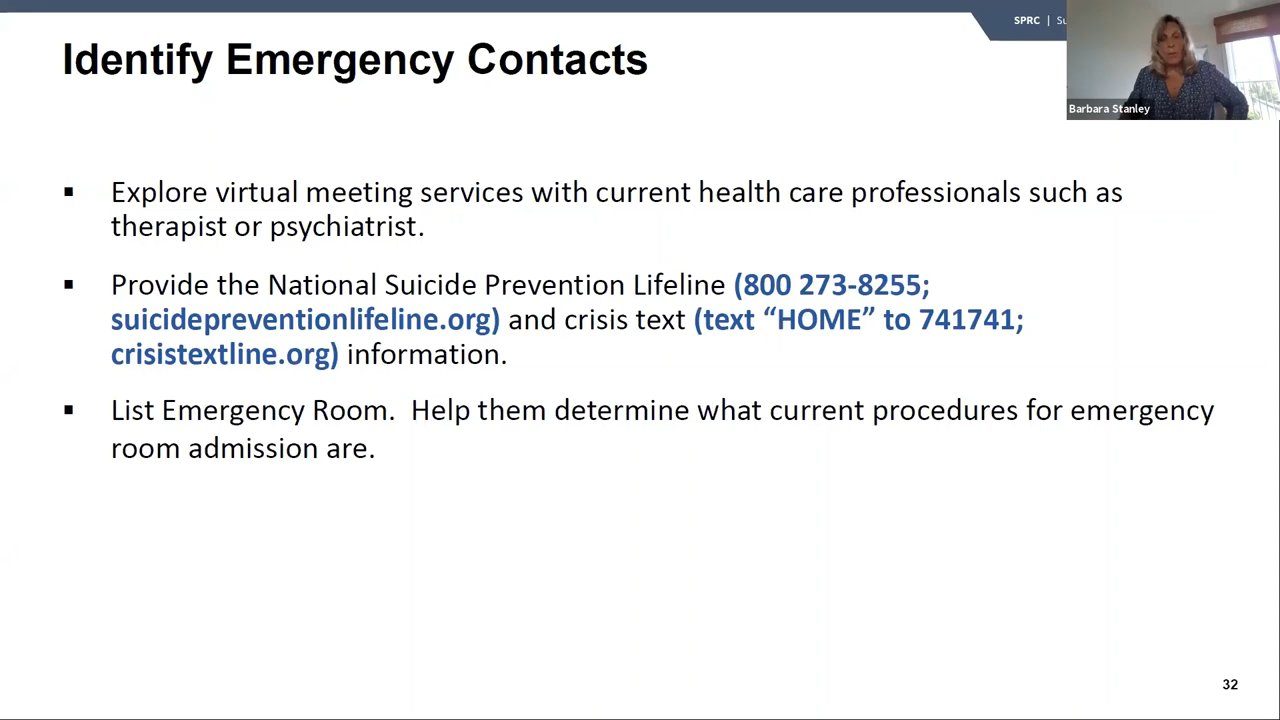 SPRC | Su
Identify Emergency Contacts
Barbara Stanley
▪ Explore virtual meeting services with current health care professionals such as
therapist or psychiatrist.
▪ Provide the National Suicide Prevention Lifeline (800 273-8255;
suicidepreventionlifeline.org) and crisis text (text “HOME” to 741741;
crisistextline.org) information.
▪ List Emergency Room.  Help them determine what current procedures for emergency
room admission are.
32